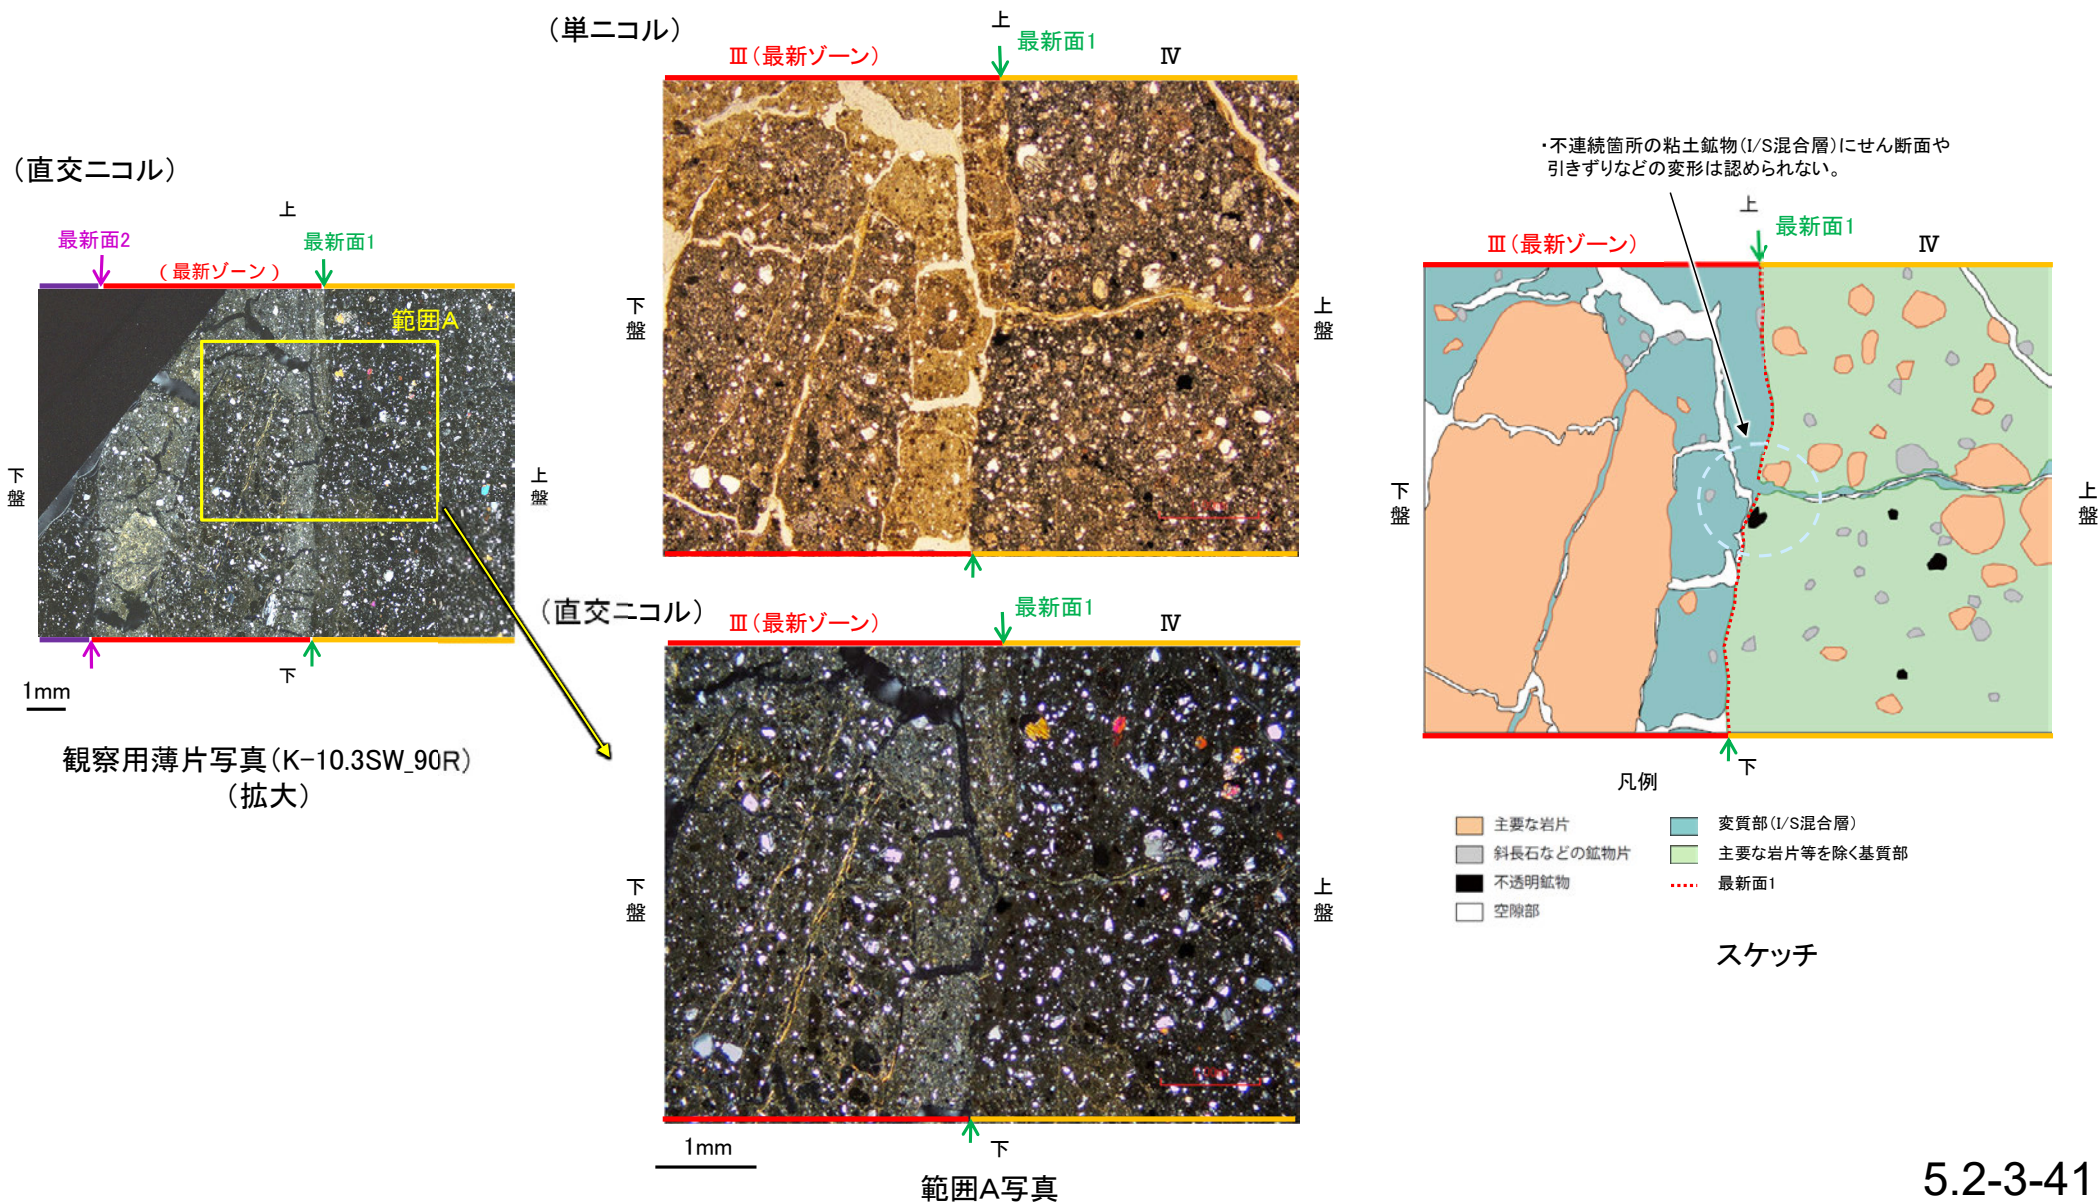 (直交ニコル)
上
最新面2
最新面1
(最新ゾーン)
範囲A
下盤
上盤
下
1mm
観察用薄片写真(K-10.3SW_90R)
(拡大)
(単ニコル)
上
Ⅲ(最新ゾーン)
最新面1
Ⅳ
下盤
上盤
(直交ニコル)
Ⅲ(最新ゾーン)
最新面1
Ⅳ
下盤
上盤
下
1mm
範囲A写真
・不連続箇所の粘土鉱物(I/S混合層)にせん断面や
引きずりなどの変形は認められない。
上
Ⅲ(最新ゾーン)
最新面1
Ⅳ
下盤
上盤
下
凡例
主要な岩片
斜長石などの鉱物片
不透明鉱物
空隙部
変質部(I/S混合層)
主要な岩片等を除く基質部
最新面1
スケッチ
5.2-3-41